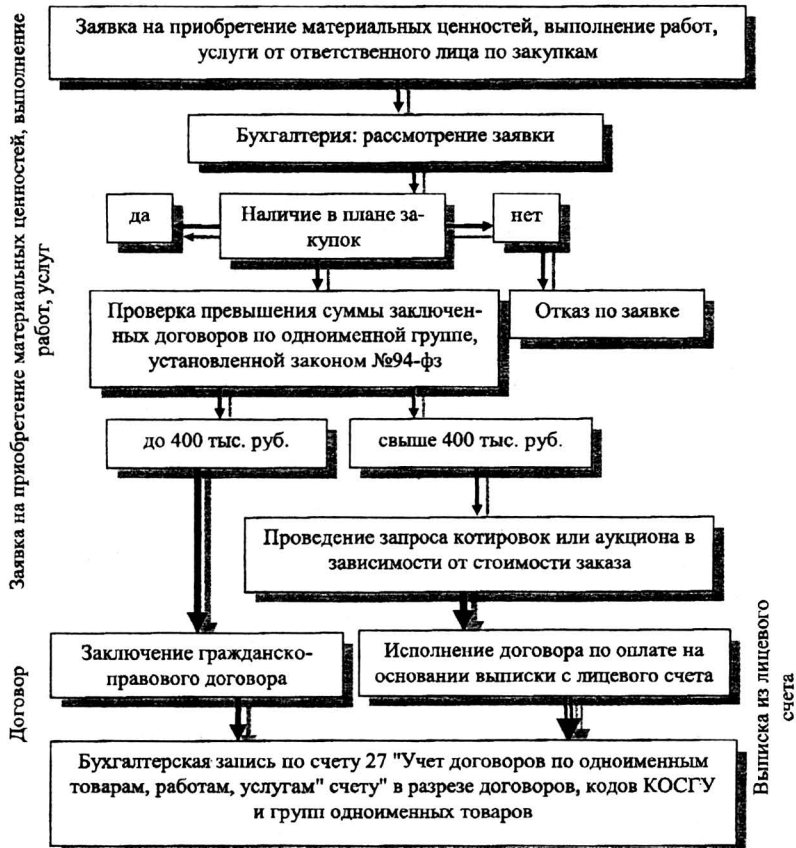 Заявка на приобретение материальных ценностей, выполнение работ,
услуги от ответственного лица по закупкам
Бухгалтерия: рассмотрение заявки
да
Наличие в плане за-
купок
нет
Проверка превышения суммы заключен-
ных договоров по одноименной группе,
установленной законом №94-фз
Отказ по заявке
до 400 тыс. руб.
свыше 400 тыс. руб.
Проведение запроса котировок или аукциона в
зависимости от стоимости заказа
Заключение гражданско-
правового договора
Исполнение договора по оплате на
основании выписки с лицевого счета
Бухгалтерская запись по счету 27 "Учет договоров по одноименным
товарам, работам, услугам" счету" в разрезе договоров, кодов КОСГУ
и групп одноименных товаров
Заявка на приобретение материальных ценностей, выполнение
работ, услуг
Договор
Выписка из лицевого
счета